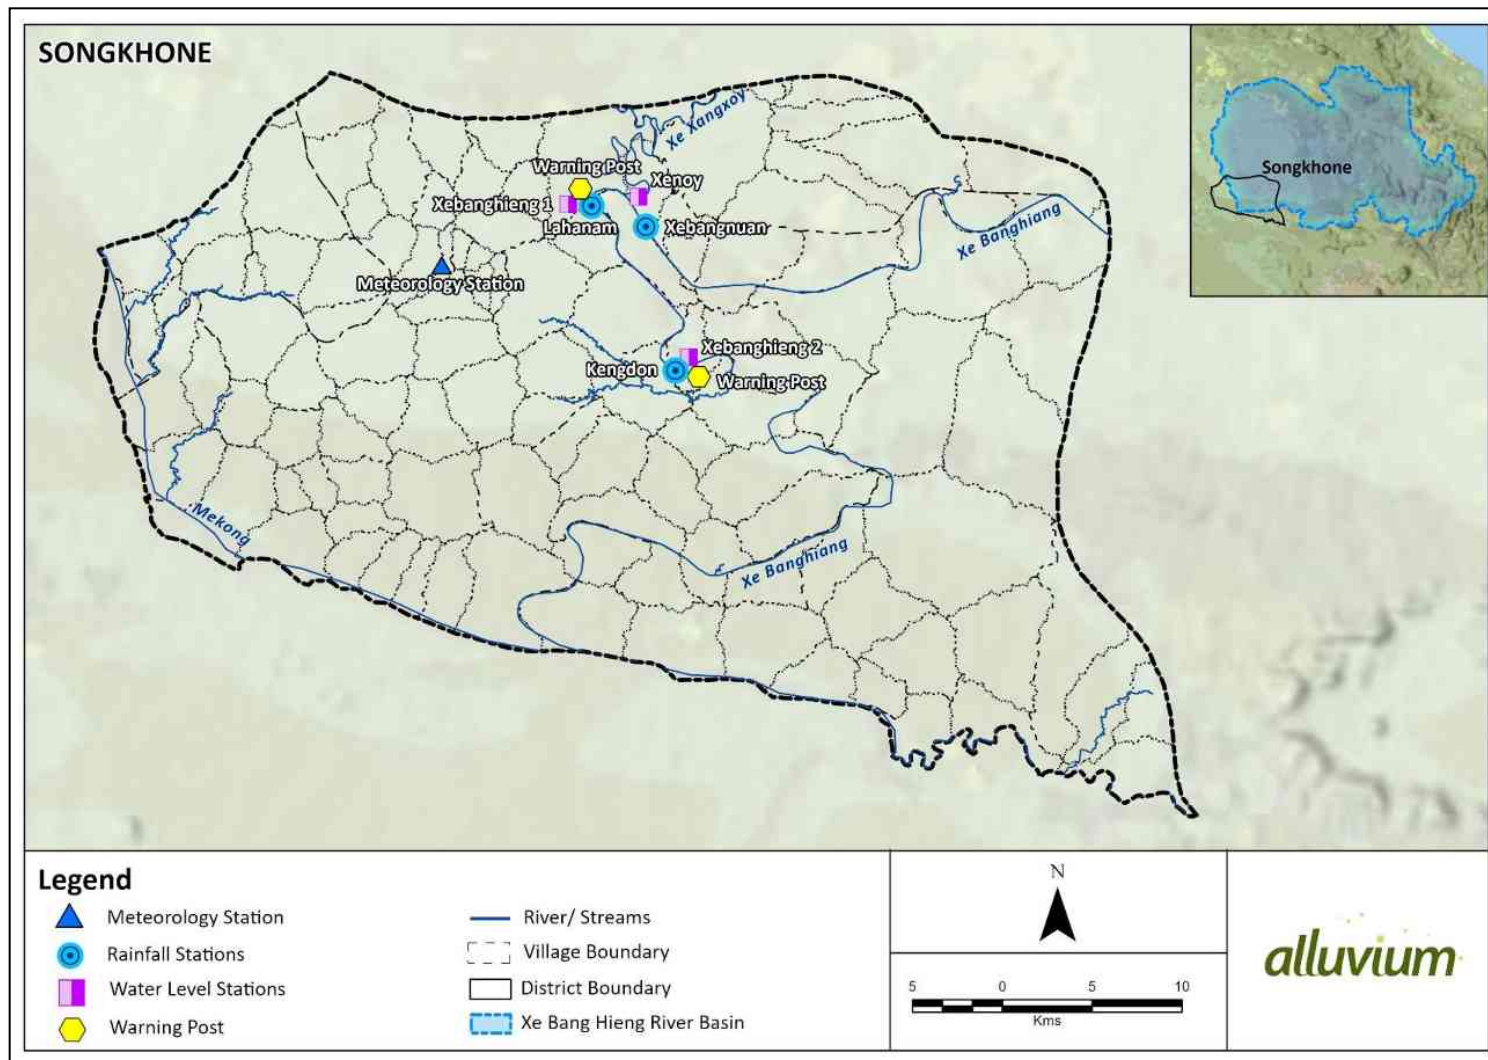 SONGKHONE
Xe Xangxoy
Warning Post
Xenoy
Xebanghieng 1
Lahanam
Xebangnuan
Xe Banghiang
Meteorology Station
Xebanghieng 2
Kengdon
Warning Post
Mekong
Xe Banghiang
Songkhone
Legend
Meteorology Station
Rainfall Stations
Water Level Stations
Warning Post
River/ Streams
Village Boundary
District Boundary
Xe Bang Hieng River Basin
N
5 0 5 10
Kms
alluvium